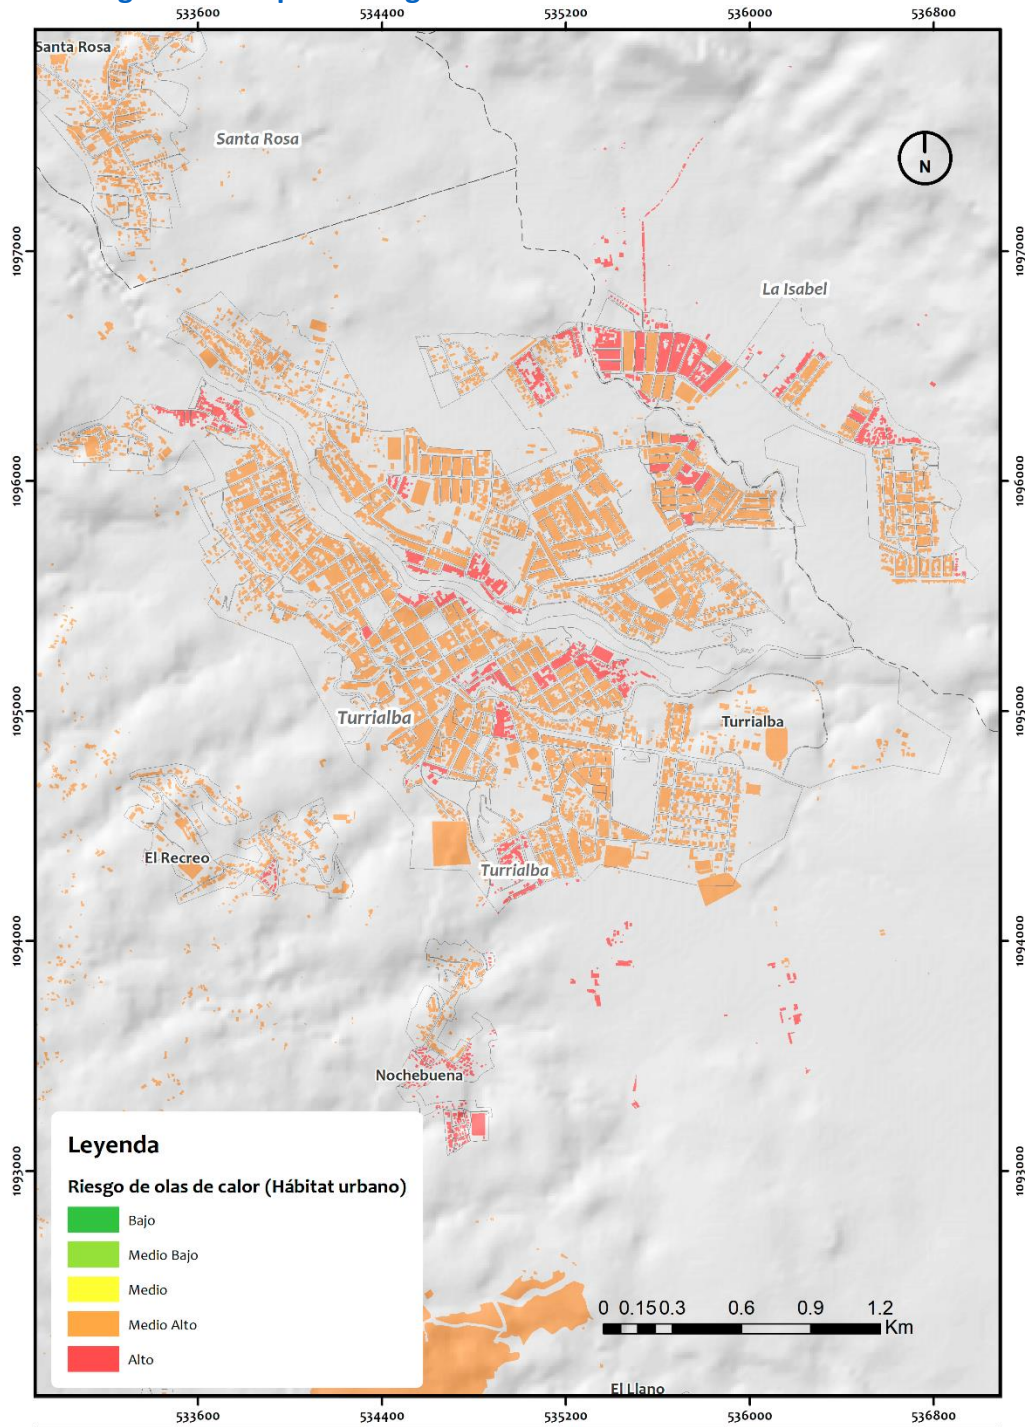 533600 534400 535200 536000 536800
Santa Rosa
Santa Rosa
N
1097000 1097000
La Isabel
1096000 1096000
1095000 1095000
Turrialba
Turrialba
El Recreo
Turrialba
1094000 1094000
Nochebuena
1093000 1093000
Leyenda
Riesgo de olas de calor (Hábitat urbano)
Bajo
Medio Bajo
Medio
Medio Alto
Alto
0 0.15 0.3 0.6 0.9 1.2
Km
El Llano
533600 534400 535200 536000 536800